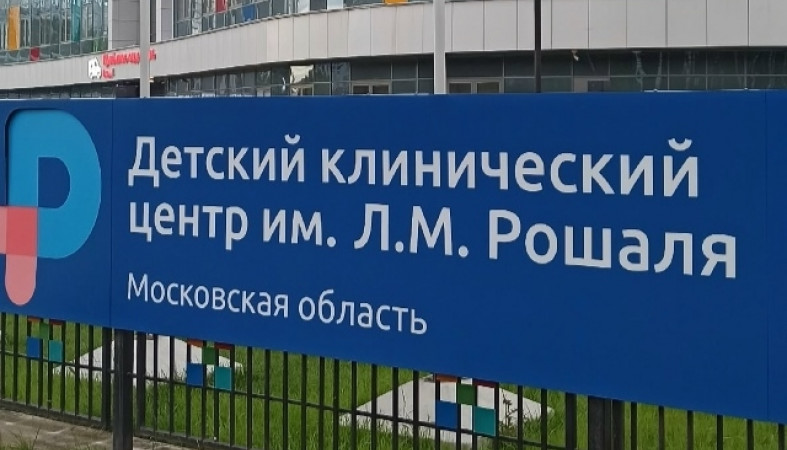 Детский клинический
центр им. Л.М. Рошаля
Московская область